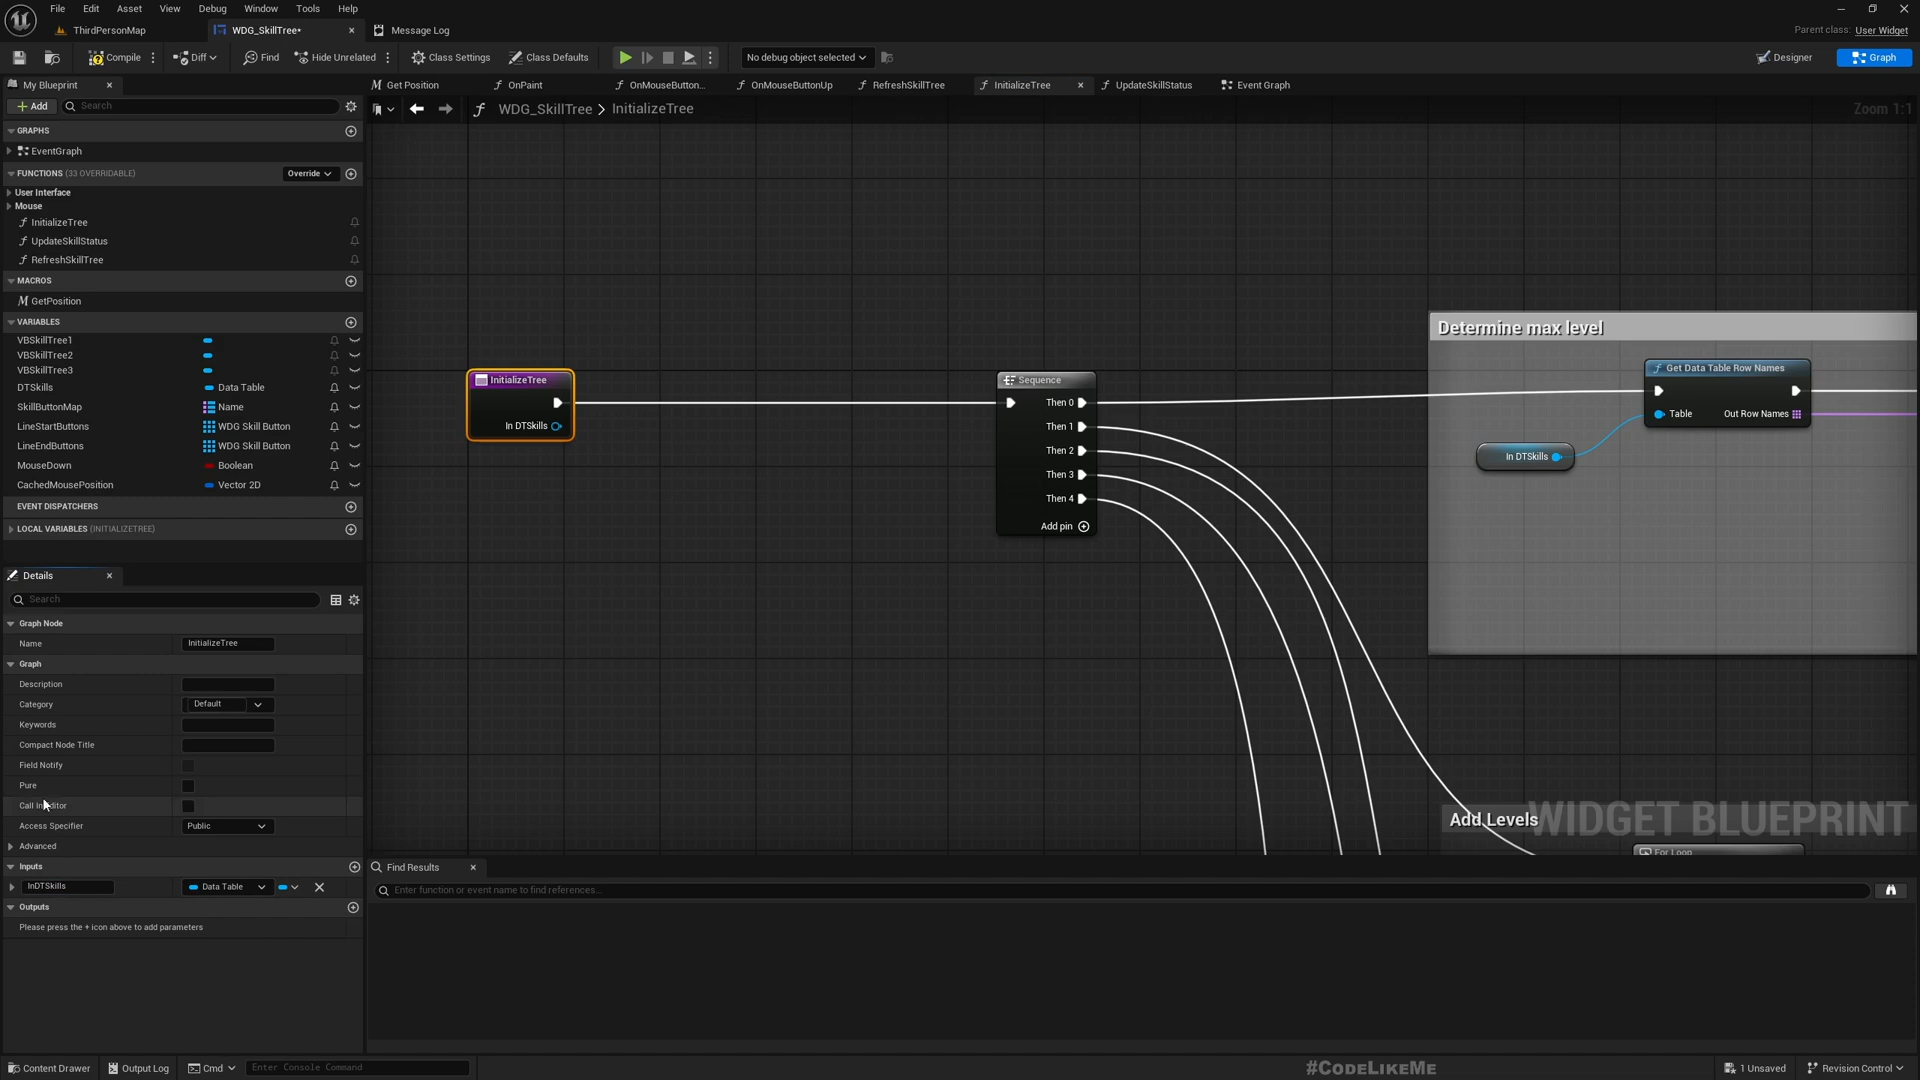 File Edit Asset View Debug Window Tools Help
ThirdPersonMap WDG_SkillTree• Message Log Parent class: User Widget
Compile Diff Find Hide Unrelated Class Settings Class Defaults No debug object selected Designer Graph
My Blueprint Get Position OnPaint OnMouseButton... OnMouseButtonUp RefreshSkillTree InitializeTree UpdateSkillStatus Event Graph
Add Search WDG_SkillTree > InitializeTree Zoom 1:1
GRAPHS
EventGraph
FUNCTIONS (33 OVERRIDABLE) Override
User Interface
Mouse
InitializeTree
UpdateSkillStatus
RefreshSkillTree
MACROS
GetPosition
VARIABLES
VBSkillTree1
VBSkillTree2
VBSkillTree3
DTSkills Data Table
SkillButtonMap Name
LineStartButtons WDG Skill Button
LineEndButtons WDG Skill Button
MouseDown Boolean
CachedMousePosition Vector 2D
EVENT DISPATCHERS
LOCAL VARIABLES (INITIALIZETREE)
InitializeTree
In DTSkills
Sequence
Then 0
Then 1
Then 2
Then 3
Then 4
Add pin
Determine max level
Get Data Table Row Names
Table Out Row Names
In DTSkills
Add Levels
WIDGET BLUEPRINT
For Loop
Details
Search
Graph Node
Name InitializeTree
Graph
Description
Category Default
Keywords
Compact Node Title
Field Notify
Pure
Call In Editor
Access Specifier Public
Advanced
Inputs
InDTSkills Data Table
Outputs
Please press the + icon above to add parameters
Find Results
Enter function or event name to find references...
Content Drawer Output Log Cmd Enter Console Command #CodeLikeMe 1 Unsaved Revision Control